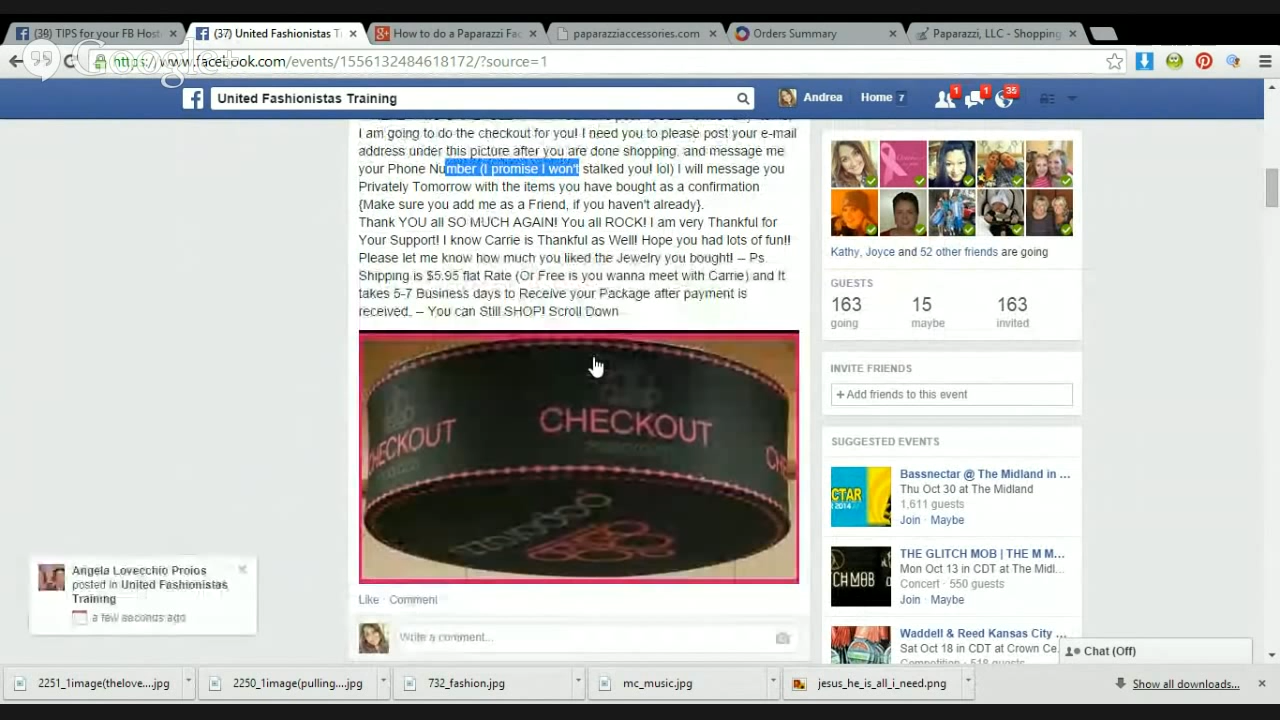 (38) TIPS for your FB Host
(37) United Fashionistas T
How to do a Paparazzi Fac
paparazziaccessories.com
Orders Summary
Paparazzi, LLC - Shopping
Google+
https://www.facebook.com/events/1556132484618172/?source=1
United Fashionistas Training
Andrea
Home 7
1
1
35
I am going to do the checkout for you! I need you to please post your e-mail
address under this picture after you are done shopping. and message me
your Phone Number (I promise I won't stalked you! lol) I will message you
Privately Tomorrow with the items you have bought as a confirmation
{Make sure you add me as a Friend, if you haven't already}.
Thank YOU all SO MUCH AGAIN! You all ROCK! I am very Thankful for
Your Support! I know Carrie is Thankful as Well! Hope you had lots of fun!!
Please let me know how much you liked the Jewelry you bought! -- Ps.
Shipping is $5.95 flat Rate (Or Free is you wanna meet with Carrie) and It
takes 5-7 Business days to Receive your Package after payment is
received. -- You can Still SHOP! Scroll Down
CHECKOUT
CHECKOUT
Like · Comment
Write a comment...
Kathy, Joyce and 52 other friends are going
GUESTS
163 15 163
going maybe invited
INVITE FRIENDS
+ Add friends to this event
SUGGESTED EVENTS
Bassnectar @ The Midland in ...
Thu Oct 30 at The Midland
1,611 guests
Join · Maybe
THE GLITCH MOB | THE M M...
Mon Oct 13 in CDT at The Midl...
Concert · 550 guests
Join · Maybe
Waddell & Reed Kansas City ...
Sat Oct 18 in CDT at Crown Ce...
Competition · 518 guests
Chat (Off)
Angela Lovecchio Proios
posted in United Fashionistas
Training
a few seconds ago
2251_1image(thelove....jpg
2250_1image(pulling....jpg
732_fashion.jpg
mc_music.jpg
jesus_he_is_all_i_need.png
Show all downloads...